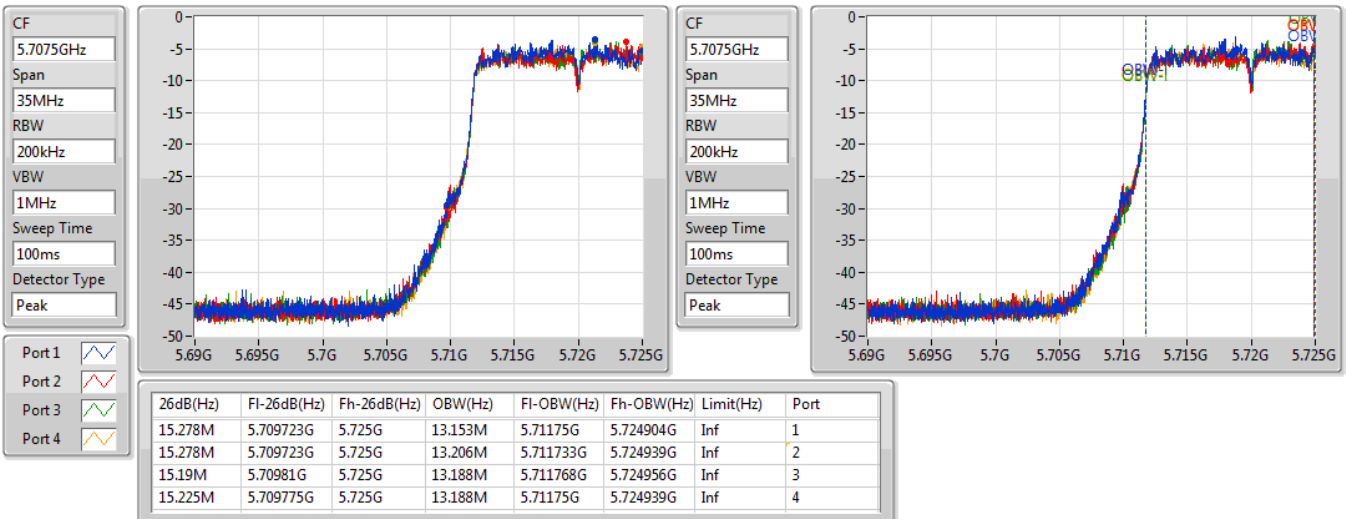 CF
5.7075GHz
Span
35MHz
RBW
200kHz
VBW
1MHz
Sweep Time
100ms
Detector Type
Peak
0
-5
-10
-15
-20
-25
-30
-35
-40
-45
-50
5.69G 5.695G 5.7G 5.705G 5.71G 5.715G 5.72G 5.725G
CF
5.7075GHz
Span
35MHz
RBW
200kHz
VBW
1MHz
Sweep Time
100ms
Detector Type
Peak
0
-5
-10
-15
-20
-25
-30
-35
-40
-45
-50
OBW-l
OBV
OBV
5.69G 5.695G 5.7G 5.705G 5.71G 5.715G 5.72G 5.725G
Port 1
Port 2
Port 3
Port 4
26dB(Hz) Fl-26dB(Hz) Fh-26dB(Hz) OBW(Hz) Fl-OBW(Hz) Fh-OBW(Hz) Limit(Hz) Port
15.278M 5.709723G 5.725G 13.153M 5.71175G 5.724904G Inf 1
15.278M 5.709723G 5.725G 13.206M 5.711733G 5.724939G Inf 2
15.19M 5.70981G 5.725G 13.188M 5.711768G 5.724956G Inf 3
15.225M 5.709775G 5.725G 13.188M 5.71175G 5.724939G Inf 4